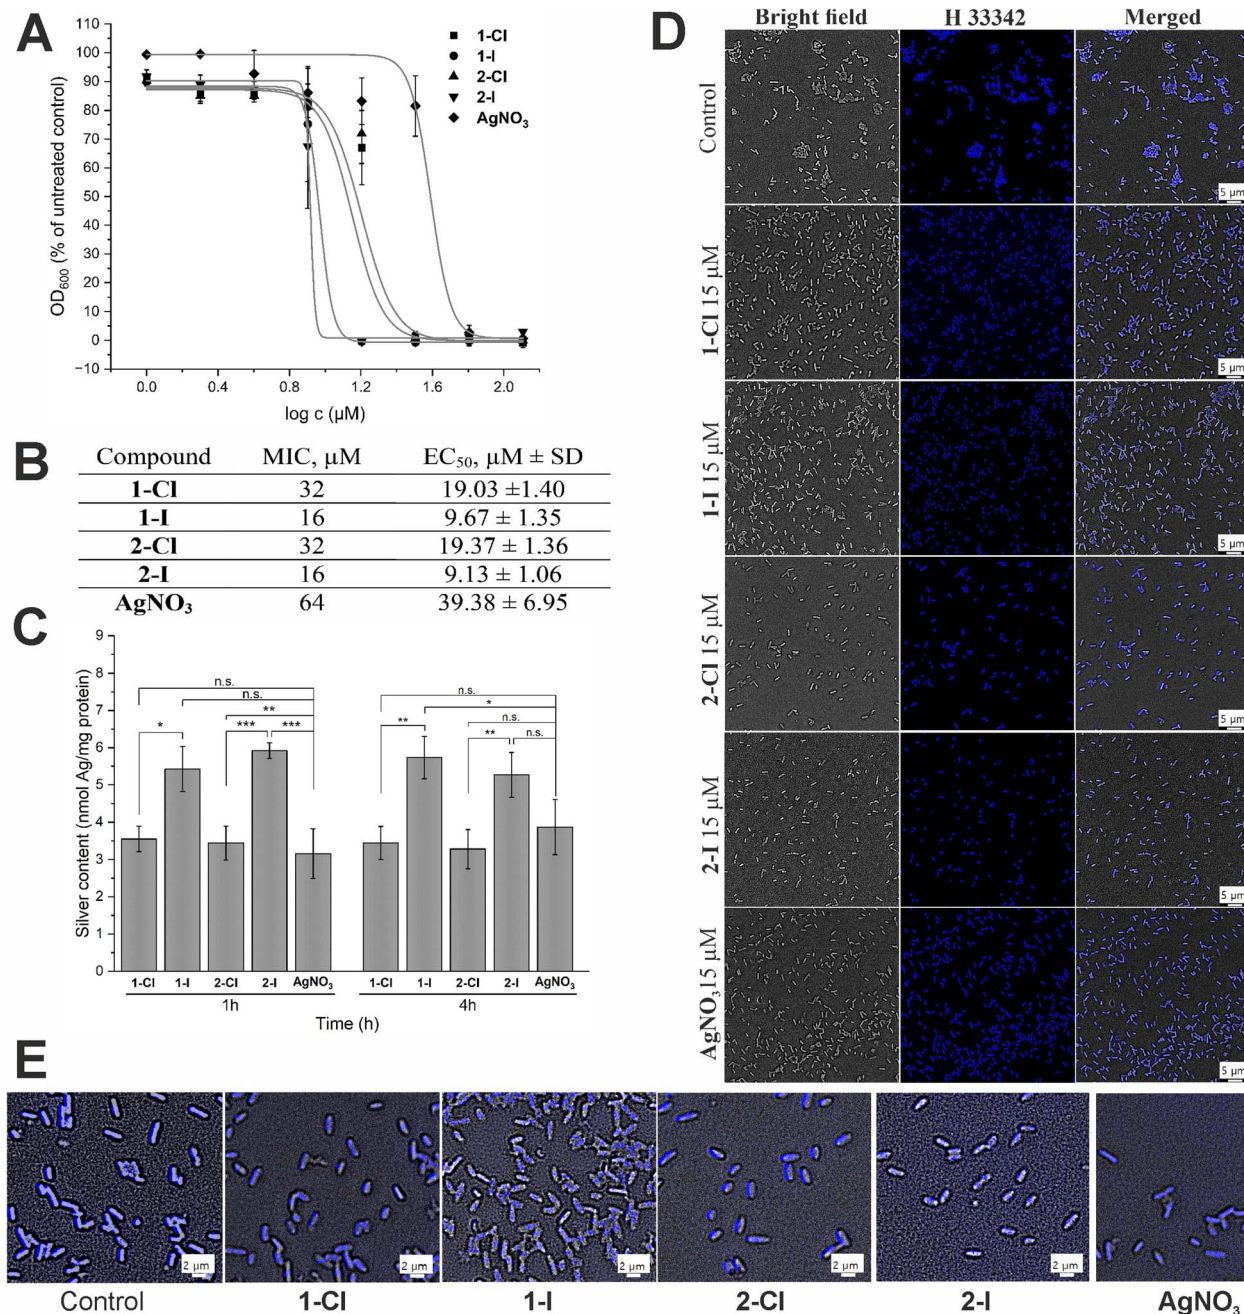 A
110
100
90
80
70
60
50
40
30
20
10
0
−10
OD600 (% of untreated control)
0.0 0.4 0.8 1.2 1.6 2.0
log c (µM)
1-Cl
1-I
2-Cl
2-I
AgNO3
B
Compound MIC, µM EC50, µM ± SD
1-Cl 32 19.03 ±1.40
1-I 16 9.67 ± 1.35
2-Cl 32 19.37 ± 1.36
2-I 16 9.13 ± 1.06
AgNO3 64 39.38 ± 6.95
C
9
8
7
6
5
4
3
2
1
0
Silver content (nmol Ag/mg protein)
n.s.
n.s.
**
* *** ***
n.s.
*
n.s.
** ** n.s.
1-Cl 1-I 2-Cl 2-I AgNO3 1-Cl 1-I 2-Cl 2-I AgNO3
1h 4h
Time (h)
D
Bright field H 33342 Merged
Control
5 µm
1-Cl 15 µM
5 µm
1-I 15 µM
5 µm
2-Cl 15 µM
5 µm
2-I 15 µM
5 µm
AgNO3 15 µM
5 µm
E
2 µm 2 µm 2 µm 2 µm 2 µm 2 µm
Control 1-Cl 1-I 2-Cl 2-I AgNO3